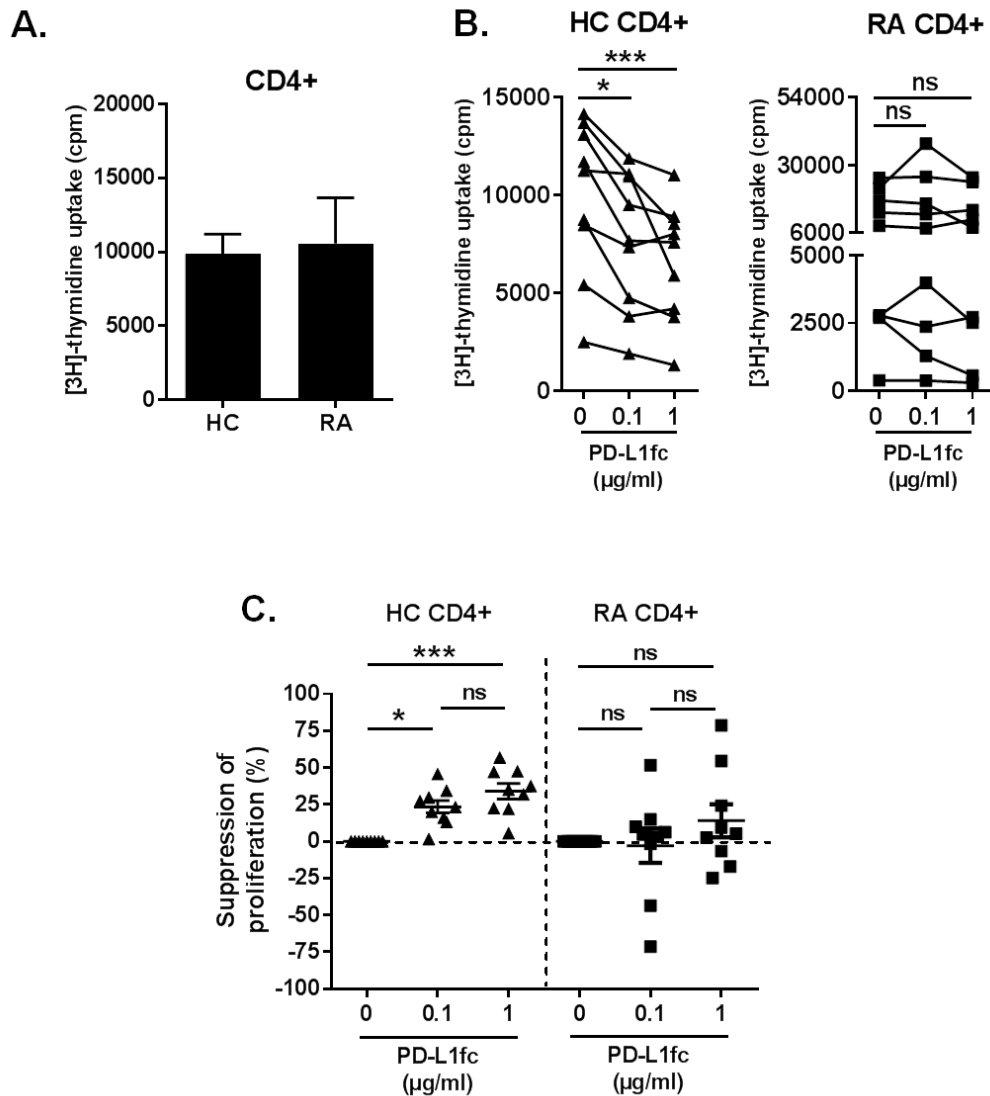 A.
CD4+
[3H]-thymidine uptake (cpm)
20000
15000
10000
5000
0
HC
RA
B.
HC CD4+
***
*
[3H]-thymidine uptake (cpm)
15000
10000
5000
0
0 0.1 1
PD-L1fc
(µg/ml)
RA CD4+
ns
ns
[3H]-thymidine uptake (cpm)
54000
30000
6000
5000
2500
0
0 0.1 1
PD-L1fc
(µg/ml)
C.
HC CD4+
RA CD4+
***
ns
*
ns
ns
ns
Suppression of
proliferation (%)
100
75
50
25
0
-25
-50
-75
-100
0 0.1 1
PD-L1fc
(µg/ml)
0 0.1 1
PD-L1fc
(µg/ml)